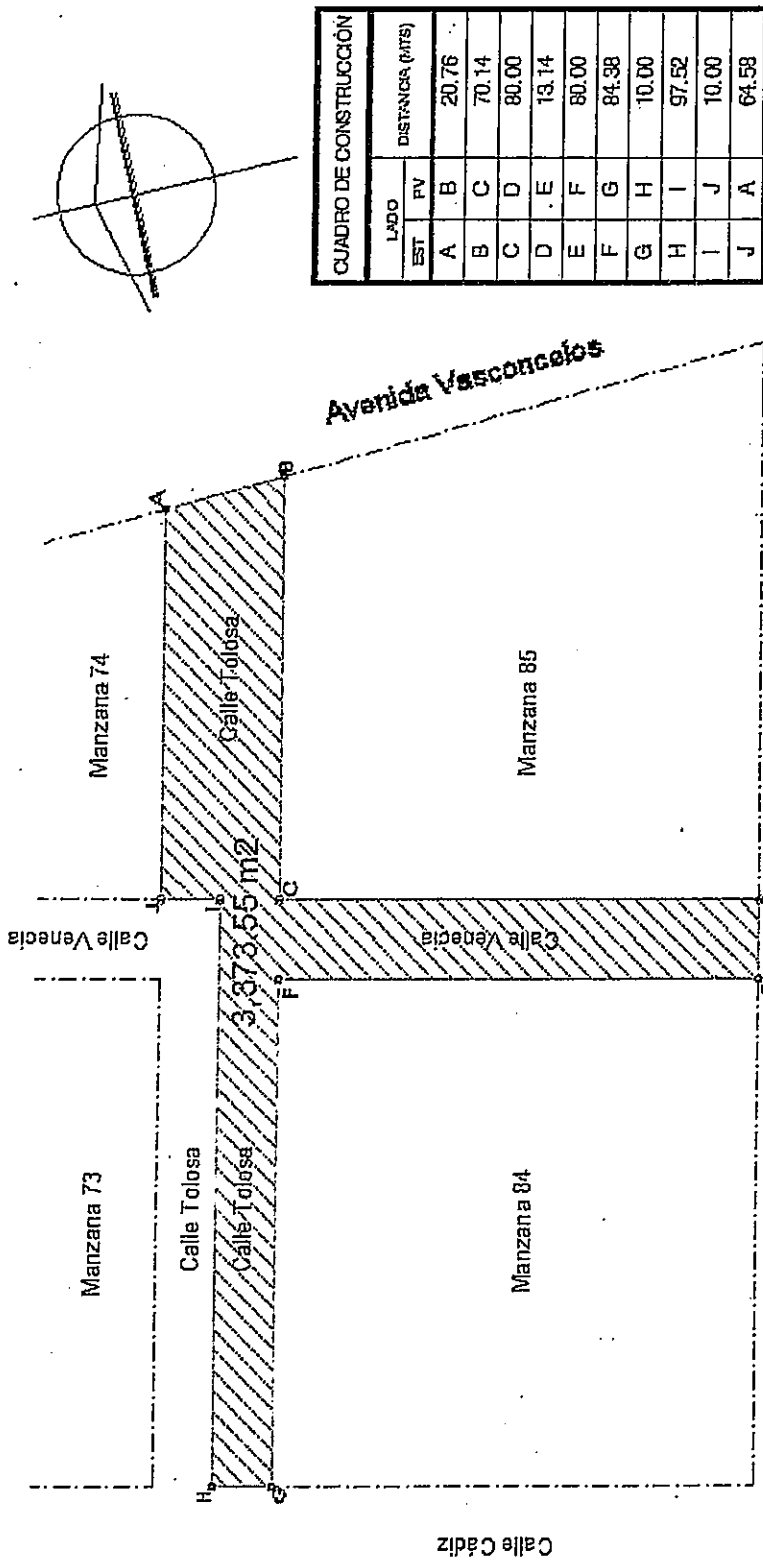 CUADRO DE CONSTRUCCIÓN
LADO DISTANCIA (MTS)
EST PV
A B 20.76
B C 70.14
C D 80.00
D E 13.14
E F 80.00
F G 84.38
G H 10.00
H I 97.52
I J 10.00
J A 64.58
Avenida Vasconcelos
Manzana 74
A
B
Calle Tolosa
Manzana 85
J
I
C
Calle Venecia
3,373.55 m2
Calle Venecia
F
Manzana 73
Calle Tolosa
Calle Tolosa
Manzana 84
H
G
Calle Cádiz